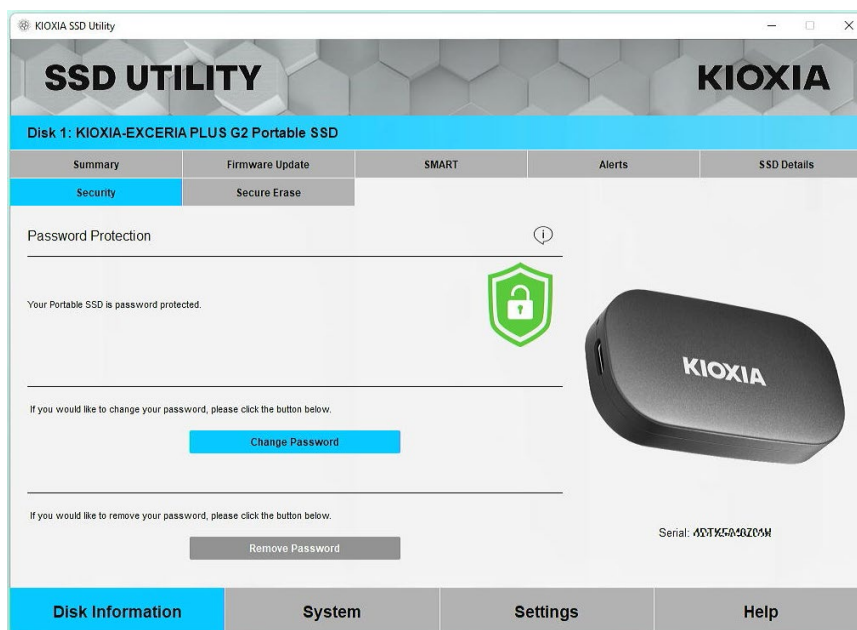 KIOXIA SSD Utility
SSD UTILITY
KIOXIA
Disk 1: KIOXIA-EXCERIA PLUS G2 Portable SSD
Summary Firmware Update SMART Alerts SSD Details
Security Secure Erase
Password Protection
Your Portable SSD is password protected.
KIOXIA
If you would like to change your password, please click the button below.
Change Password
If you would like to remove your password, please click the button below.
Serial:
Remove Password
Disk Information System Settings Help